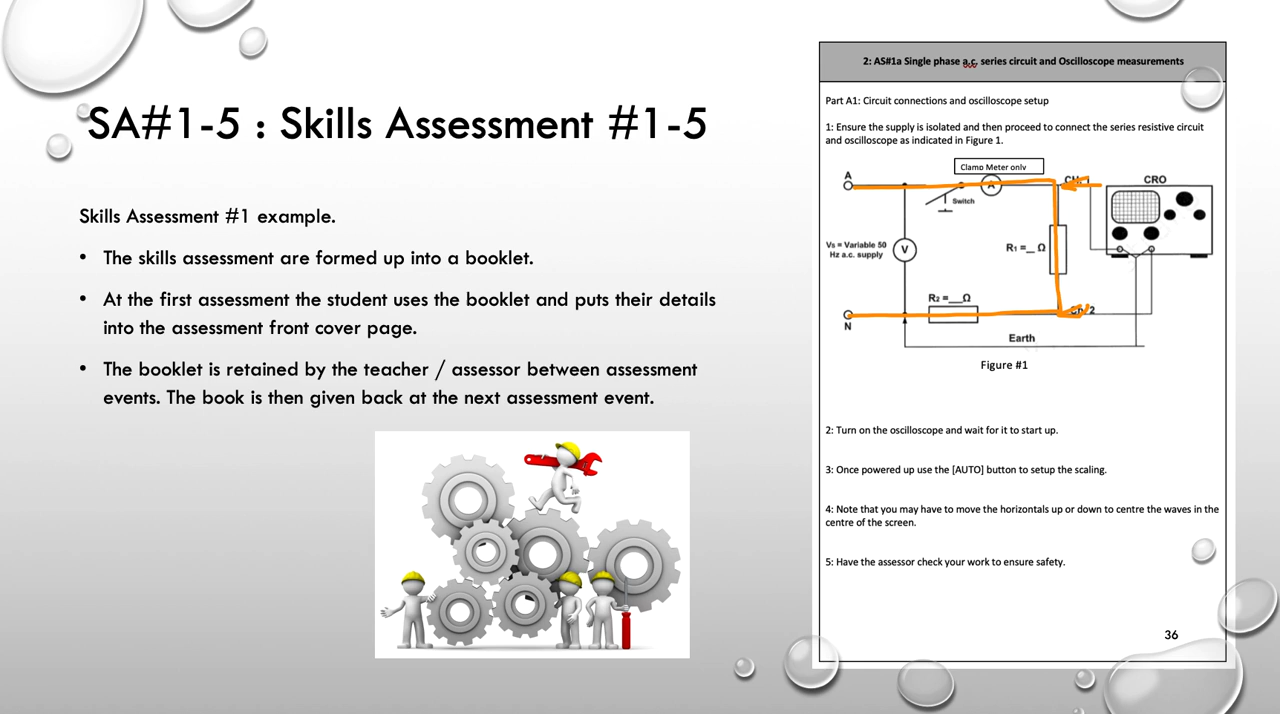 SA#1-5 : Skills Assessment #1-5
Skills Assessment #1 example.
• The skills assessment are formed up into a booklet.
• At the first assessment the student uses the booklet and puts their details
into the assessment front cover page.
• The booklet is retained by the teacher / assessor between assessment
events. The book is then given back at the next assessment event.
2: AS#1a Single phase a.c. series circuit and Oscilloscope measurements
Part A1: Circuit connections and oscilloscope setup
1: Ensure the supply is isolated and then proceed to connect the series resistive circuit
and oscilloscope as indicated in Figure 1.
Clamp Meter only
A
A
CRO
Switch
Vs = Variable 50
Hz a.c. supply
V
R1 =_ Ω
R2 =__Ω
N
Earth
Figure #1
2: Turn on the oscilloscope and wait for it to start up.
3: Once powered up use the [AUTO] button to setup the scaling.
4: Note that you may have to move the horizontals up or down to centre the waves in the
centre of the screen.
5: Have the assessor check your work to ensure safety.
36